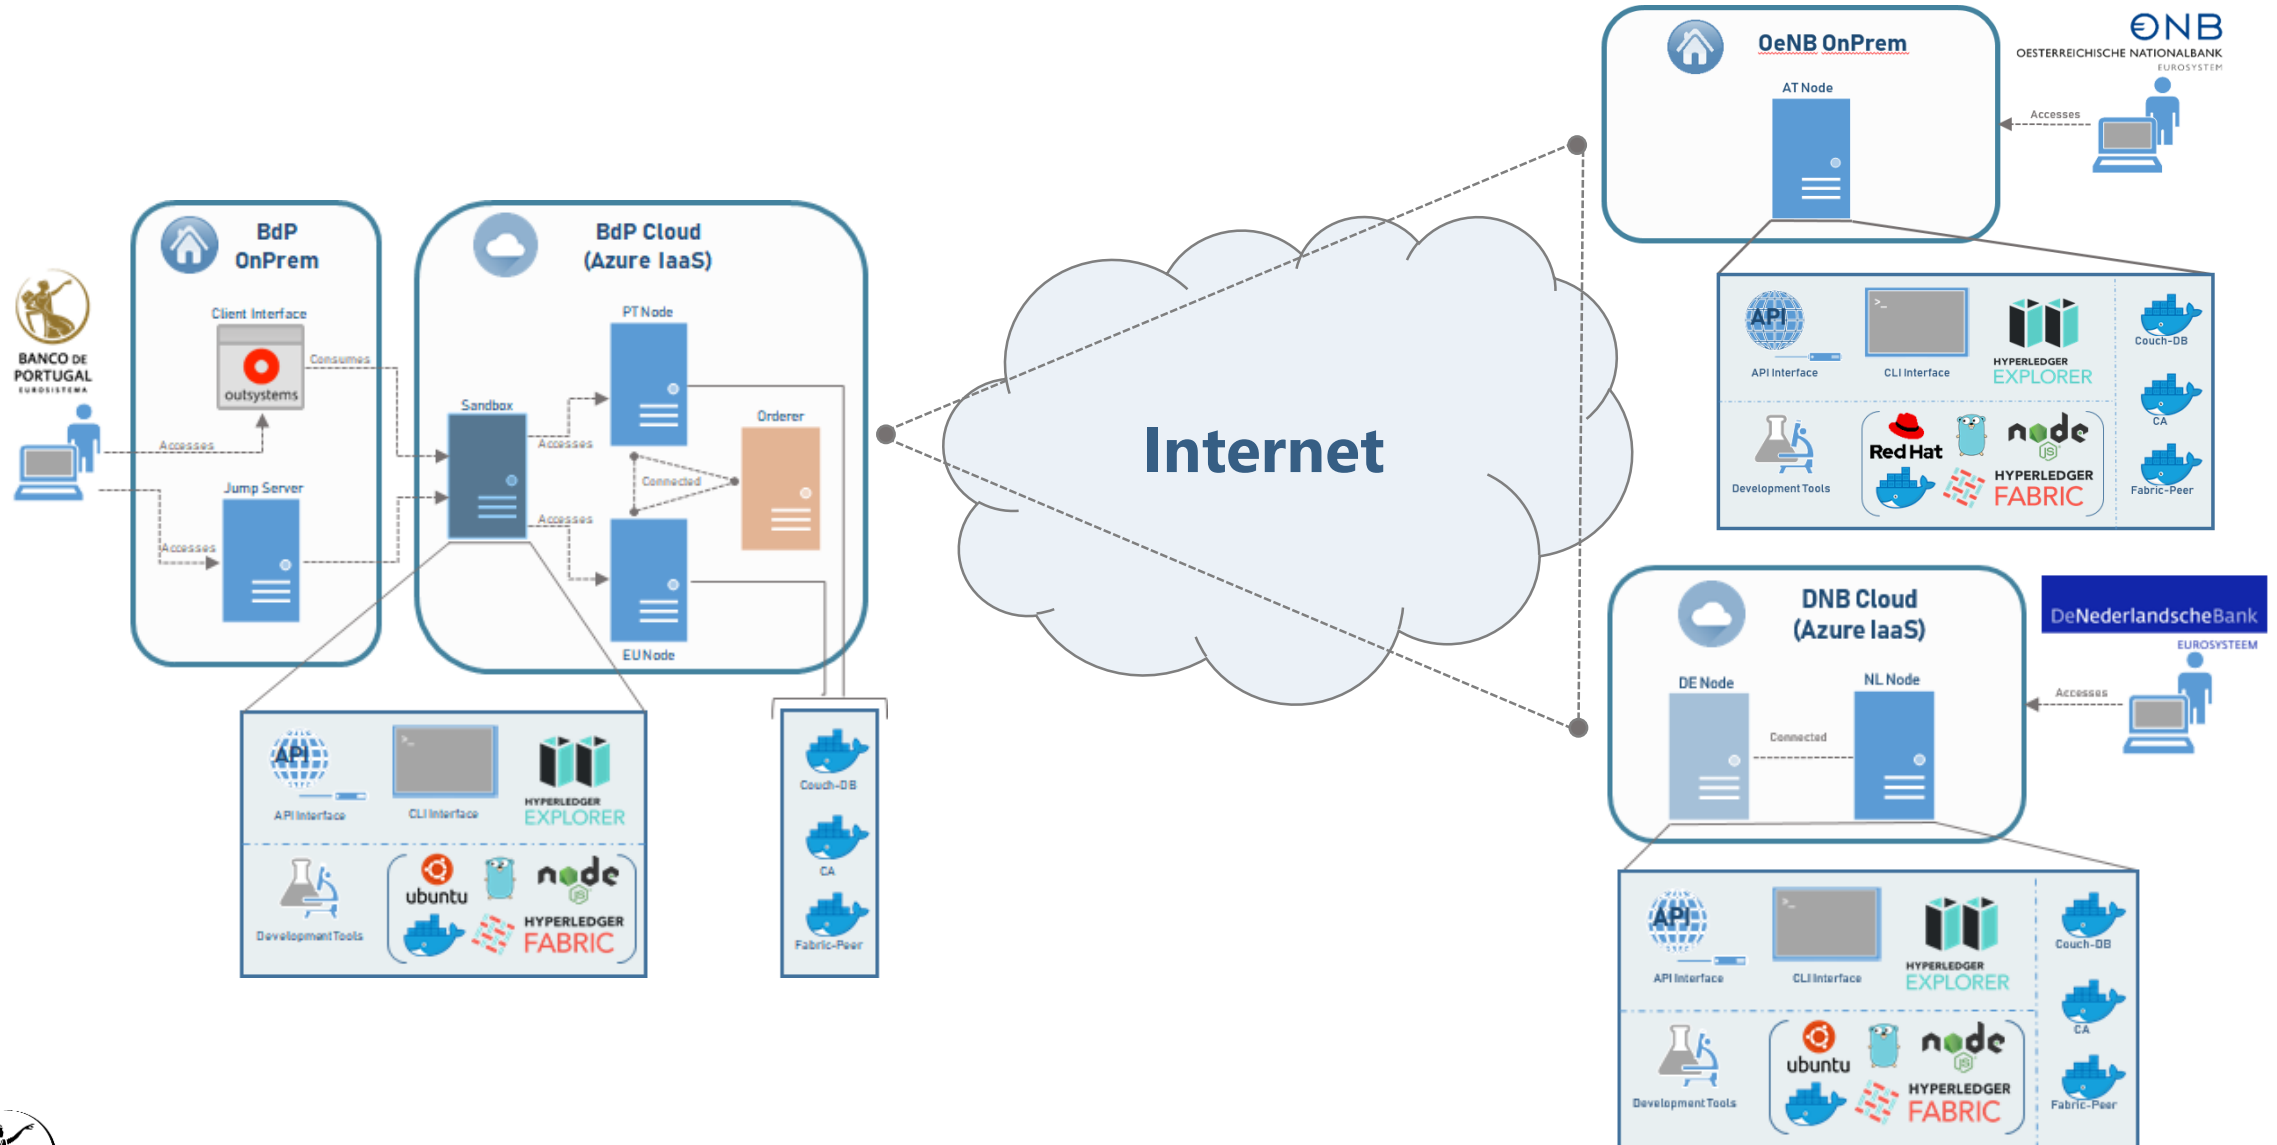 BANCO DE
PORTUGAL
EUROSISTEMA
BdP
OnPrem
Client Interface
outsystems
Consumes
Accesses
Jump Server
Accesses
BdP Cloud
(Azure IaaS)
Sandbox
PT Node
Accesses
Orderer
Connected
Accesses
EU Node
API
API Interface
>_
CLI Interface
HYPERLEDGER
EXPLORER
Development Tools
ubuntu
node
JS
HYPERLEDGER
FABRIC
Couch-DB
CA
Fabric-Peer
Internet
OeNB OnPrem
AT Node
Accesses
€NB
OESTERREICHISCHE NATIONALBANK
EUROSYSTEM
API
API Interface
>_
CLI Interface
HYPERLEDGER
EXPLORER
Development Tools
Red Hat
node
JS
HYPERLEDGER
FABRIC
Couch-DB
CA
Fabric-Peer
DNB Cloud
(Azure IaaS)
DE Node
NL Node
Connected
Accesses
DeNederlandscheBank
EUROSYSTEEM
API
API Interface
>_
CLI Interface
HYPERLEDGER
EXPLORER
Development Tools
ubuntu
node
JS
HYPERLEDGER
FABRIC
Couch-DB
CA
Fabric-Peer